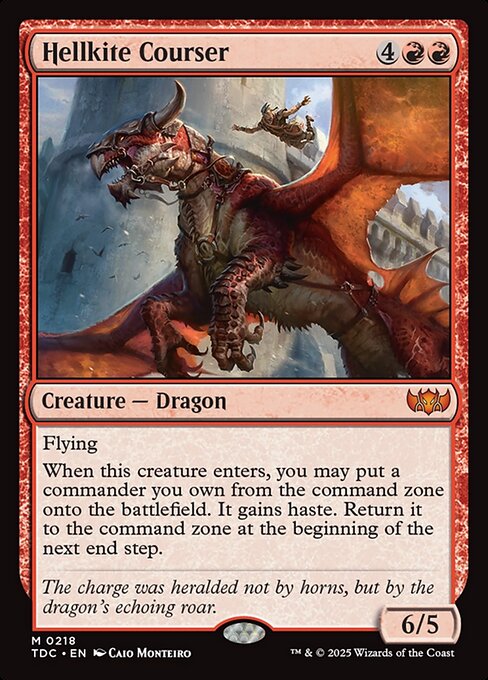 Hellkite Courser 4
Creature — Dragon
Flying
When this creature enters, you may put a
commander you own from the command zone
onto the battlefield. It gains haste. Return it
to the command zone at the beginning of the
next end step.
The charge was heralded not by horns, but by the
dragon's echoing roar.
6/5
M 0218
TDC • EN Caio Monteiro
™ & © 2025 Wizards of the Coast